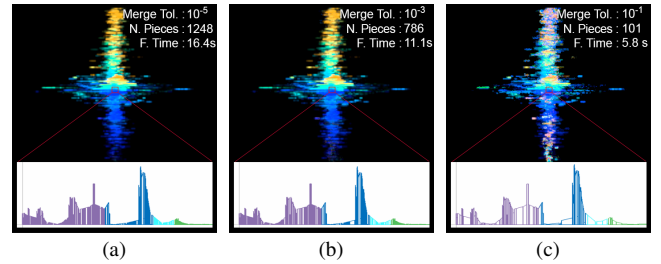 Merge Tol. : 10⁻⁵
N. Pieces : 1248
F. Time : 16.4s
Merge Tol. : 10⁻³
N. Pieces : 786
F. Time : 11.1s
Merge Tol. : 10⁻¹
N. Pieces : 101
F. Time : 5.8 s
(a)
(b)
(c)